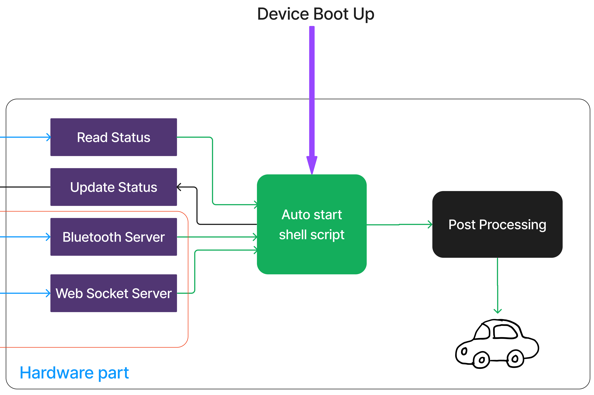 Device Boot Up
Read Status
Update Status
Bluetooth Server
Web Socket Server
Auto start
shell script
Post Processing
Hardware part